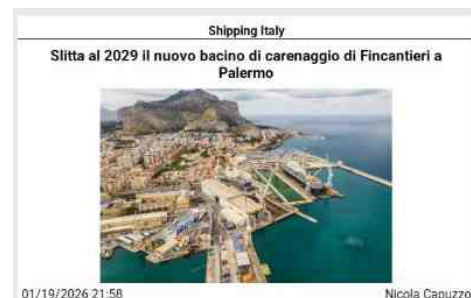 Shipping Italy
Slitta al 2029 il nuovo bacino di carenaggio di Fincantieri a
Palermo
01/19/2026 21:58
Nicola Capuzzo